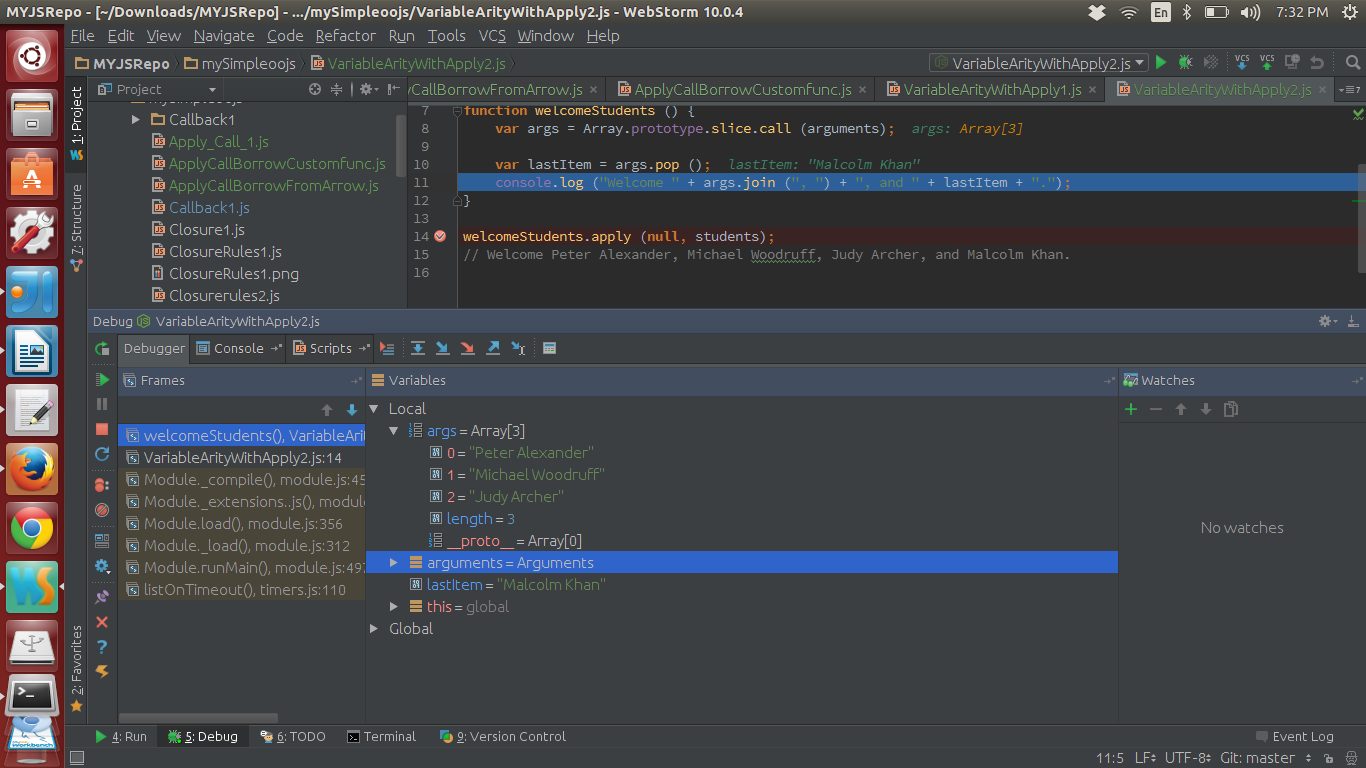 MYJSRepo - [~/Downloads/MYJSRepo] - .../mySimpleoojs/VariableArityWithApply2.js - WebStorm 10.0.4
En
7:32 PM
File Edit View Navigate Code Refactor Run Tools VCS Window Help
MYJSRepo mySimpleoojs VariableArityWithApply2.js
VariableArityWithApply2.js
VCS VCS
1: Project
7: Structure
2: Favorites
Project
Callback1
Apply_Call_1.js
ApplyCallBorrowCustomfunc.js
ApplyCallBorrowFromArrow.js
Callback1.js
Closure1.js
ClosureRules1.js
ClosureRules1.png
Closurerules2.js
yCallBorrowFromArrow.js ApplyCallBorrowCustomfunc.js VariableArityWithApply1.js VariableArityWithApply2.js
7 function welcomeStudents () {
8 var args = Array.prototype.slice.call (arguments); args: Array[3]
9
10 var lastItem = args.pop (); lastItem: "Malcolm Khan"
11 console.log ("Welcome " + args.join (", ") + ", and " + lastItem + ".");
12 }
13
14 welcomeStudents.apply (null, students);
15 // Welcome Peter Alexander, Michael Woodruff, Judy Archer, and Malcolm Khan.
16
Debug VariableArityWithApply2.js
Debugger Console Scripts
Frames
welcomeStudents(), VariableArit
VariableArityWithApply2.js:14
Module._compile(), module.js:45
Module._extensions..js(), module
Module.load(), module.js:356
Module._load(), module.js:312
Module.runMain(), module.js:497
listOnTimeout(), timers.js:110
Variables
Local
args = Array[3]
0 = "Peter Alexander"
1 = "Michael Woodruff"
2 = "Judy Archer"
length = 3
__proto__ = Array[0]
arguments = Arguments
lastItem = "Malcolm Khan"
this = global
Global
Watches
No watches
4: Run 5: Debug 6: TODO Terminal 9: Version Control Event Log
11:5 LF UTF-8 Git: master